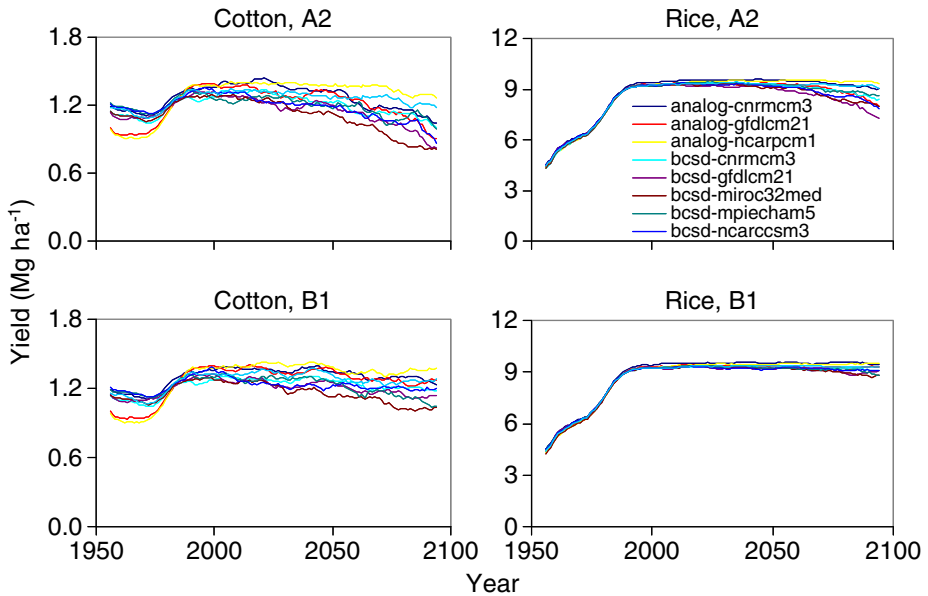 Cotton, A2
Rice, A2
1.8
1.2
0.6
0.0
12
9
6
3
0
analog-cnrmcm3
analog-gfdlcm21
analog-ncarpcm1
bcsd-cnrmcm3
bcsd-gfdlcm21
bcsd-miroc32med
bcsd-mpiecham5
bcsd-ncarccsm3
Yield (Mg ha⁻¹)
Cotton, B1
Rice, B1
1.8
1.2
0.6
0.0
12
9
6
3
0
1950 2000 2050 2100
1950 2000 2050 2100
Year